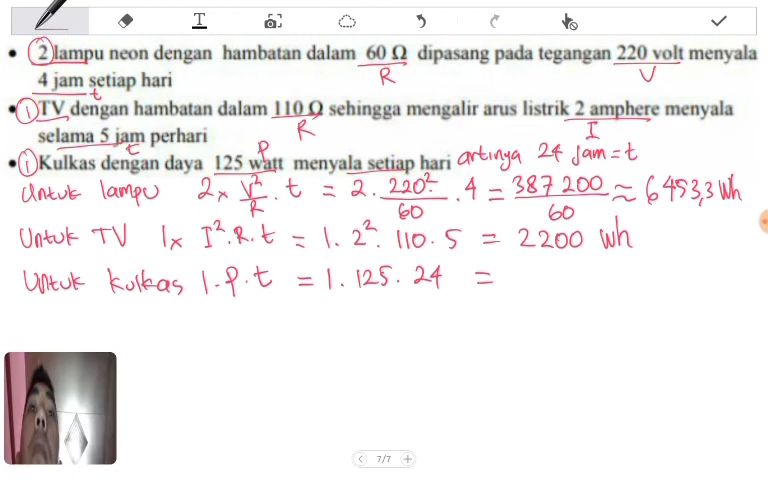 • 2 lampu neon dengan hambatan dalam 60 Ω dipasang pada tegangan 220 volt menyala
R V
4 jam setiap hari
t
• 1 TV dengan hambatan dalam 110 Ω sehingga mengalir arus listrik 2 amphere menyala
R I
selama 5 jam perhari
t P
• 1 Kulkas dengan daya 125 watt menyala setiap hari artinya 24 Jam = t
Untuk lampu 2 x V²/R . t = 2 . 220²/60 . 4 = 387 200/60 ≈ 6453,3 Wh
Untuk TV 1x I². R. t = 1. 2². 110. 5 = 2200 Wh
Untuk kulkas 1. P. t = 1. 125. 24 =
7/7